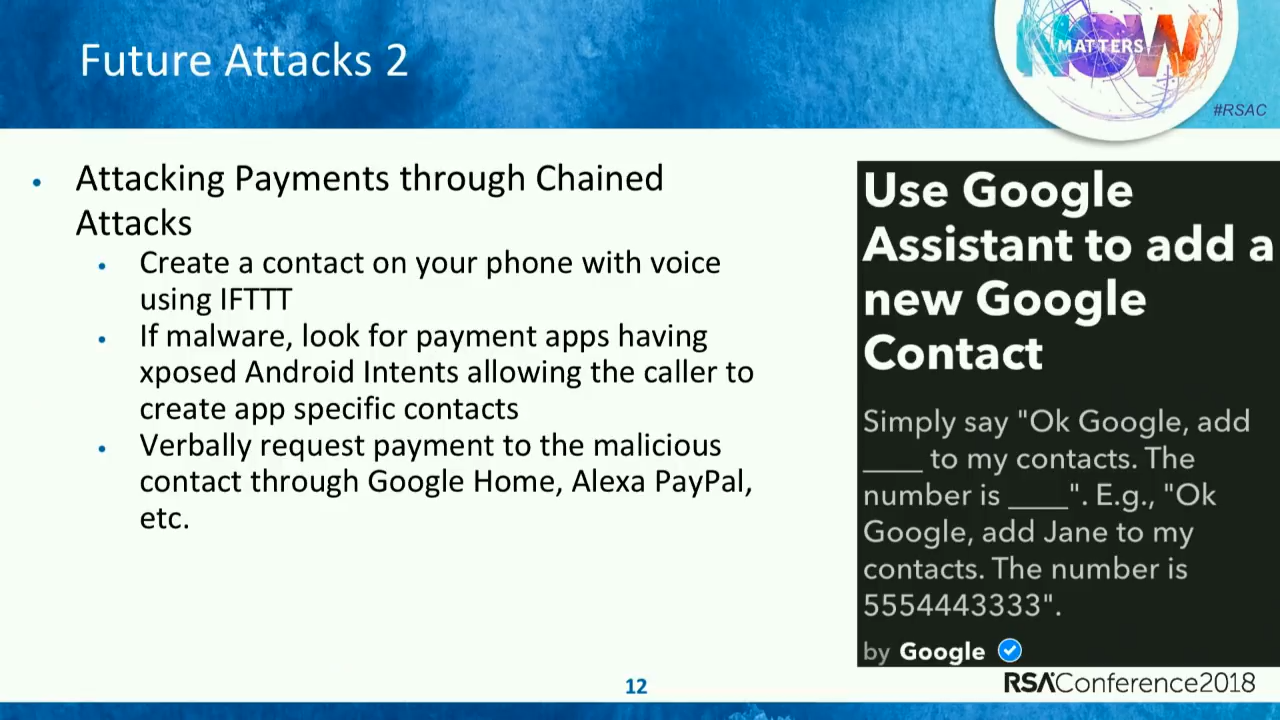 Future Attacks 2
NOW
MATTERS
#RSAC
• Attacking Payments through Chained
Attacks
• Create a contact on your phone with voice
using IFTTT
• If malware, look for payment apps having
xposed Android Intents allowing the caller to
create app specific contacts
• Verbally request payment to the malicious
contact through Google Home, Alexa PayPal,
etc.
Use Google
Assistant to add a
new Google
Contact
Simply say "Ok Google, add
____ to my contacts. The
number is ____". E.g., "Ok
Google, add Jane to my
contacts. The number is
5554443333".
by Google
12
RSAConference2018